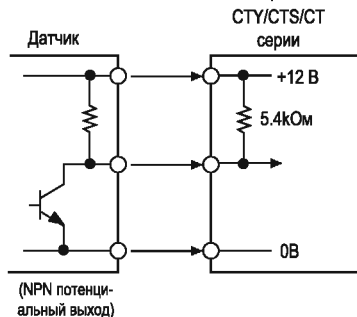 CTY/CTS/CT
серии
Датчик
+12 В
5.4kОм
0В
(NPN потенци-
альный выход)